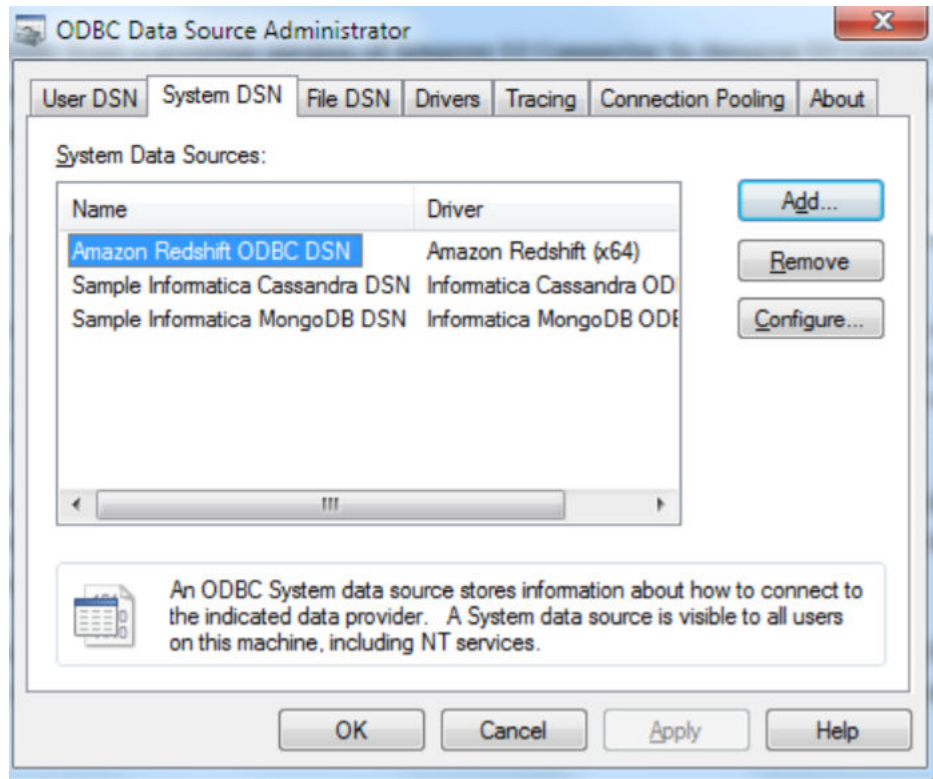 ODBC Data Source Administrator
User DSN System DSN File DSN Drivers Tracing Connection Pooling About
System Data Sources:
Name Driver
Amazon Redshift ODBC DSN Amazon Redshift (x64)
Sample Informatica Cassandra DSN Informatica Cassandra OD
Sample Informatica MongoDB DSN Informatica MongoDB ODB
Add...
Remove
Configure...
An ODBC System data source stores information about how to connect to
the indicated data provider. A System data source is visible to all users
on this machine, including NT services.
OK Cancel Apply Help